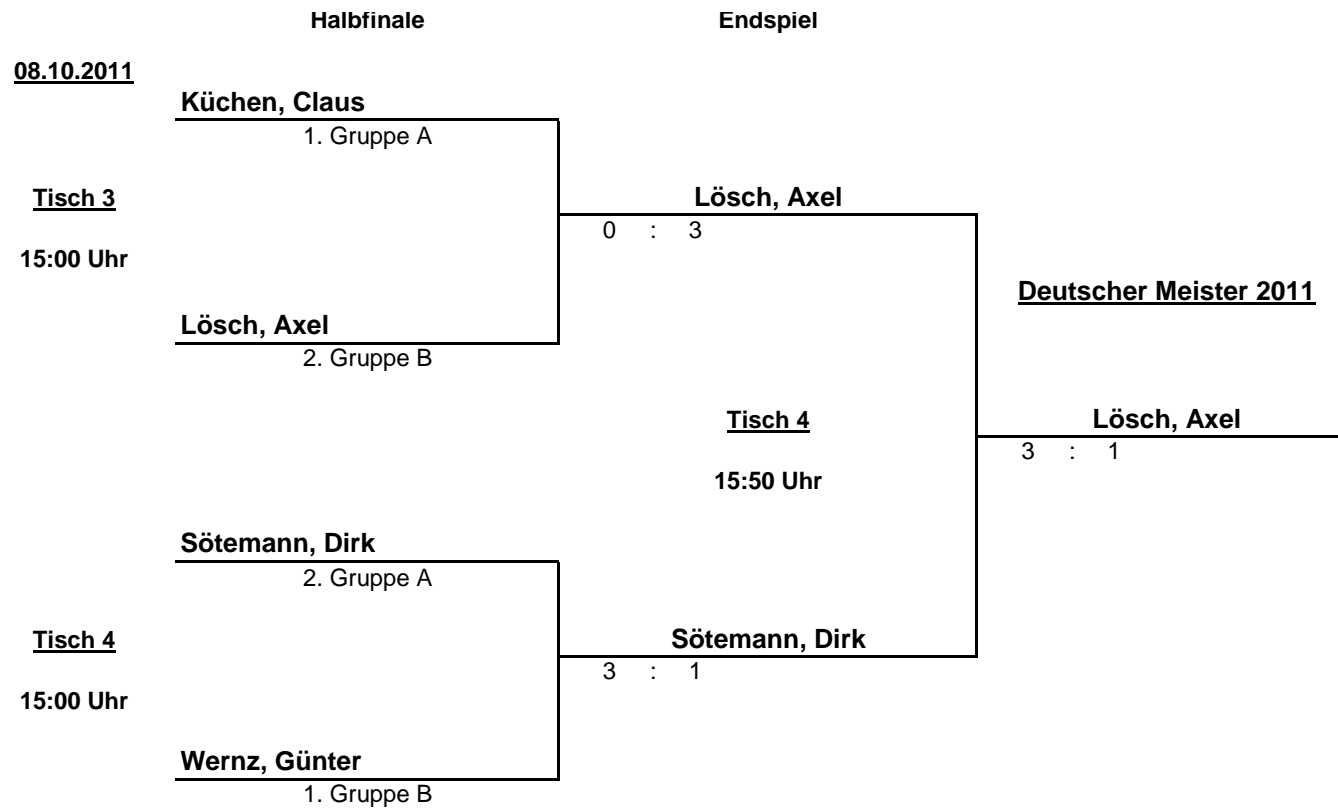 Halbfinale Endspiel
08.10.2011
Küchen, Claus
1. Gruppe A
Tisch 3 Lösch, Axel
0 : 3
15:00 Uhr
Deutscher Meister 2011
Lösch, Axel
2. Gruppe B
Tisch 4 Lösch, Axel
3 : 1
15:50 Uhr
Sötemann, Dirk
2. Gruppe A
Tisch 4 Sötemann, Dirk
3 : 1
15:00 Uhr
Wernz, Günter
1. Gruppe B